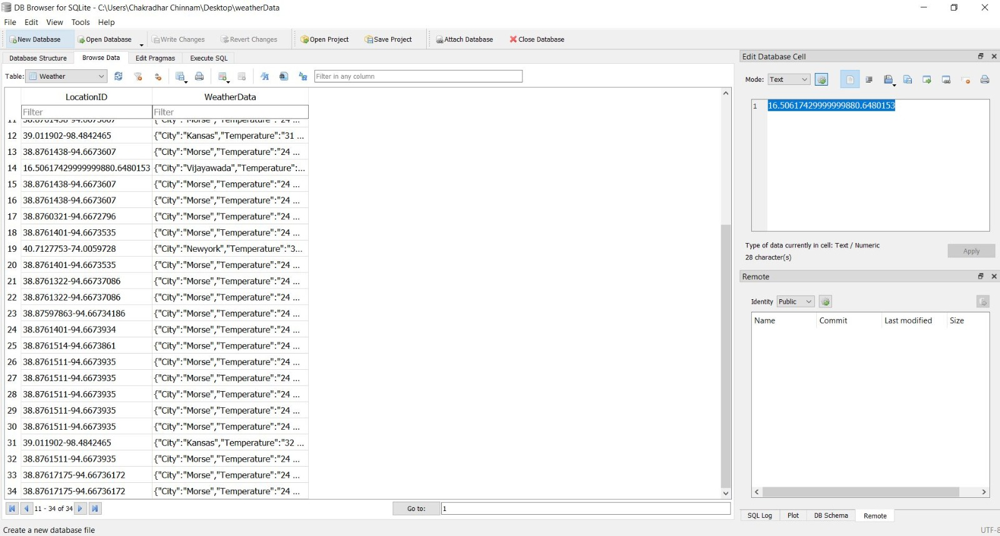 DB Browser for SQLite - C:\Users\Chakradhar Chinnam\Desktop\weatherData
File Edit View Tools Help
New Database Open Database Write Changes Revert Changes Open Project Save Project Attach Database Close Database
Database Structure Browse Data Edit Pragmas Execute SQL
Table: Weather Filter in any column
LocationID WeatherData
Filter Filter
11 38.8761438-94.6673607 {"City":"Morse","Temperature":"24 ...
12 39.011902-98.4842465 {"City":"Kansas","Temperature":"31 ...
13 38.8761438-94.6673607 {"City":"Morse","Temperature":"24 ...
14 16.50617429999999880.6480153 {"City":"Vijayawada","Temperature":...
15 38.8761438-94.6673607 {"City":"Morse","Temperature":"24 ...
16 38.8761438-94.6673607 {"City":"Morse","Temperature":"24 ...
17 38.8760321-94.6672796 {"City":"Morse","Temperature":"24 ...
18 38.8761401-94.6673535 {"City":"Morse","Temperature":"24 ...
19 40.7127753-74.0059728 {"City":"Newyork","Temperature":"3...
20 38.8761401-94.6673535 {"City":"Morse","Temperature":"24 ...
21 38.8761322-94.66737086 {"City":"Morse","Temperature":"24 ...
22 38.8761322-94.66737086 {"City":"Morse","Temperature":"24 ...
23 38.87597863-94.66734186 {"City":"Morse","Temperature":"24 ...
24 38.8761401-94.6673934 {"City":"Morse","Temperature":"24 ...
25 38.8761514-94.6673861 {"City":"Morse","Temperature":"24 ...
26 38.8761511-94.6673935 {"City":"Morse","Temperature":"24 ...
27 38.8761511-94.6673935 {"City":"Morse","Temperature":"24 ...
28 38.8761511-94.6673935 {"City":"Morse","Temperature":"24 ...
29 38.8761511-94.6673935 {"City":"Morse","Temperature":"24 ...
30 38.8761511-94.6673935 {"City":"Morse","Temperature":"24 ...
31 39.011902-98.4842465 {"City":"Kansas","Temperature":"32 ...
32 38.8761511-94.6673935 {"City":"Morse","Temperature":"24 ...
33 38.87617175-94.66736172 {"City":"Morse","Temperature":"24 ...
34 38.87617175-94.66736172 {"City":"Morse","Temperature":"24 ...
11 - 34 of 34 Go to: 1
Create a new database file
Edit Database Cell
Mode: Text
1 16.50617429999999880.6480153
Type of data currently in cell: Text / Numeric
28 character(s)
Apply
Remote
Identity Public
Name Commit Last modified Size
SQL Log Plot DB Schema Remote
UTF-8